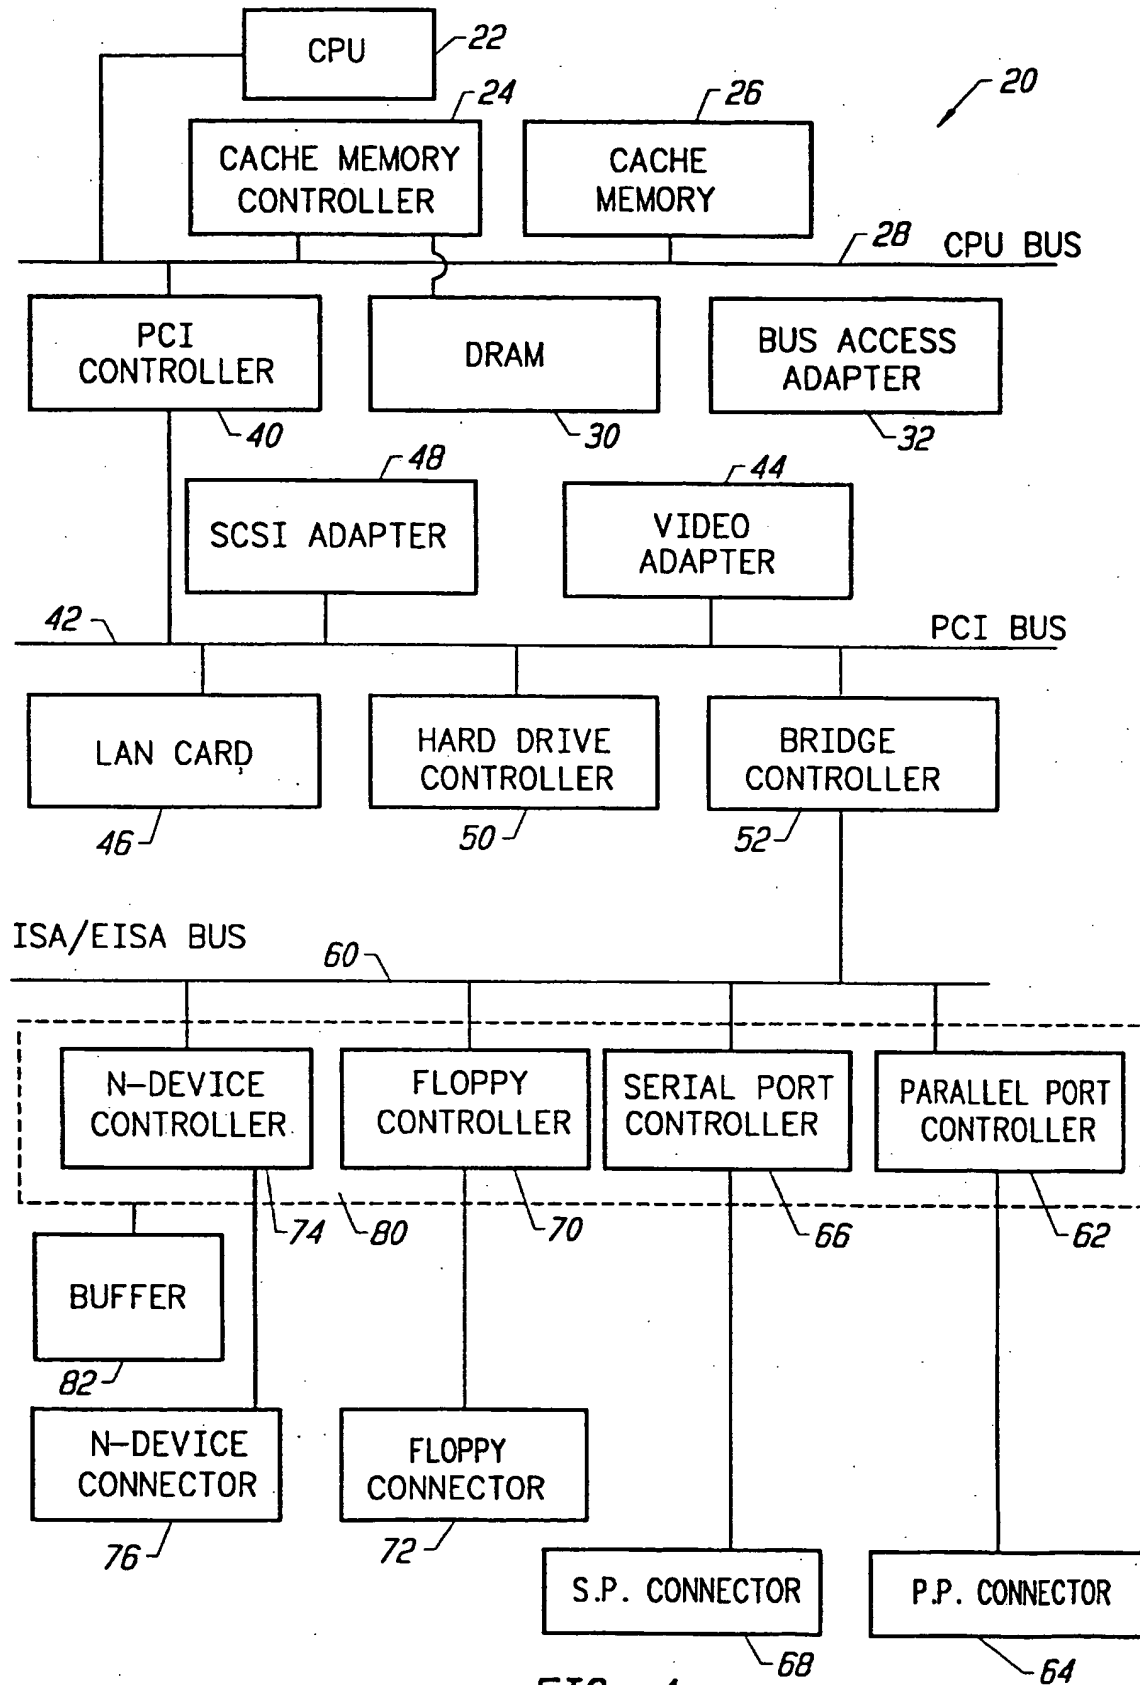 CPU
22
20
24
26
CACHE MEMORY
CONTROLLER
CACHE
MEMORY
28
CPU BUS
PCI
CONTROLLER
DRAM
BUS ACCESS
ADAPTER
40
30
32
48
44
SCSI ADAPTER
VIDEO
ADAPTER
42
PCI BUS
LAN CARD
HARD DRIVE
CONTROLLER
BRIDGE
CONTROLLER
46
50
52
ISA/EISA BUS
60
N-DEVICE
CONTROLLER
FLOPPY
CONTROLLER
SERIAL PORT
CONTROLLER
PARALLEL PORT
CONTROLLER
74
80
70
66
62
BUFFER
82
N-DEVICE
CONNECTOR
FLOPPY
CONNECTOR
76
72
S.P. CONNECTOR
P.P. CONNECTOR
68
64